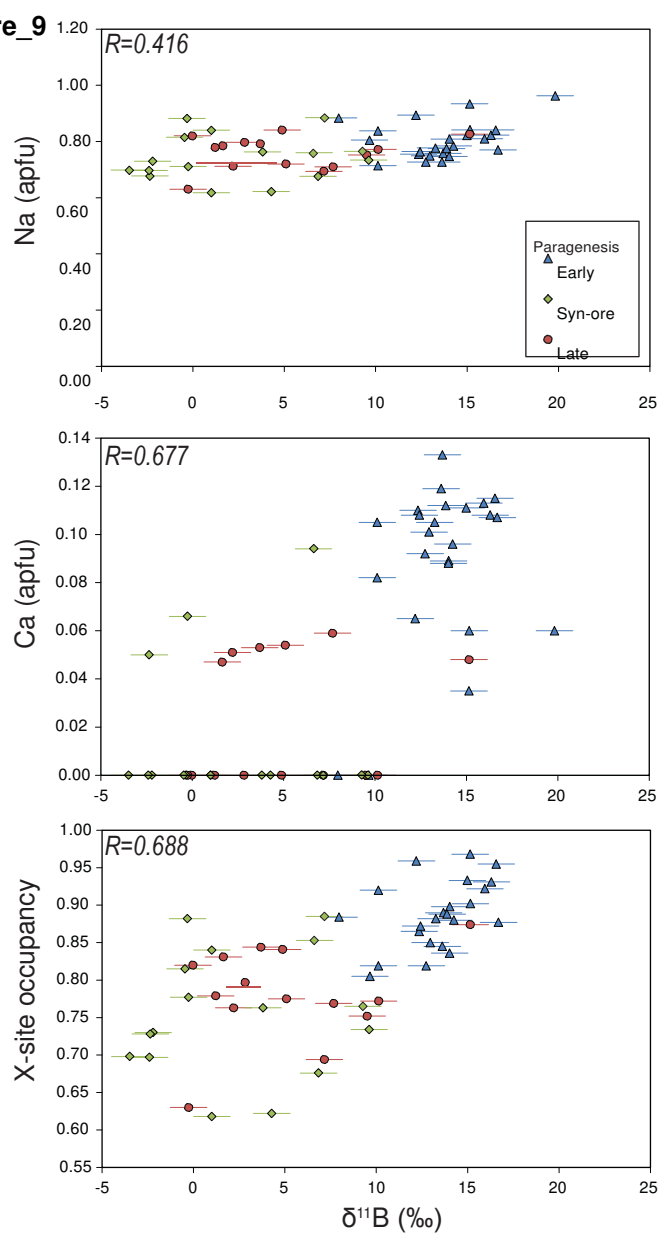 re_9
R=0.416
1.20
1.00
0.80
0.60
0.40
0.20
0.00
Na (apfu)
Paragenesis
Early
Syn-ore
Late
-5 0 5 10 15 20 25
R=0.677
0.14
0.12
0.10
0.08
0.06
0.04
0.02
0.00
Ca (apfu)
-5 0 5 10 15 20 25
R=0.688
1.00
0.95
0.90
0.85
0.80
0.75
0.70
0.65
0.60
0.55
X-site occupancy
-5 0 5 10 15 20 25
δ¹¹B (‰)